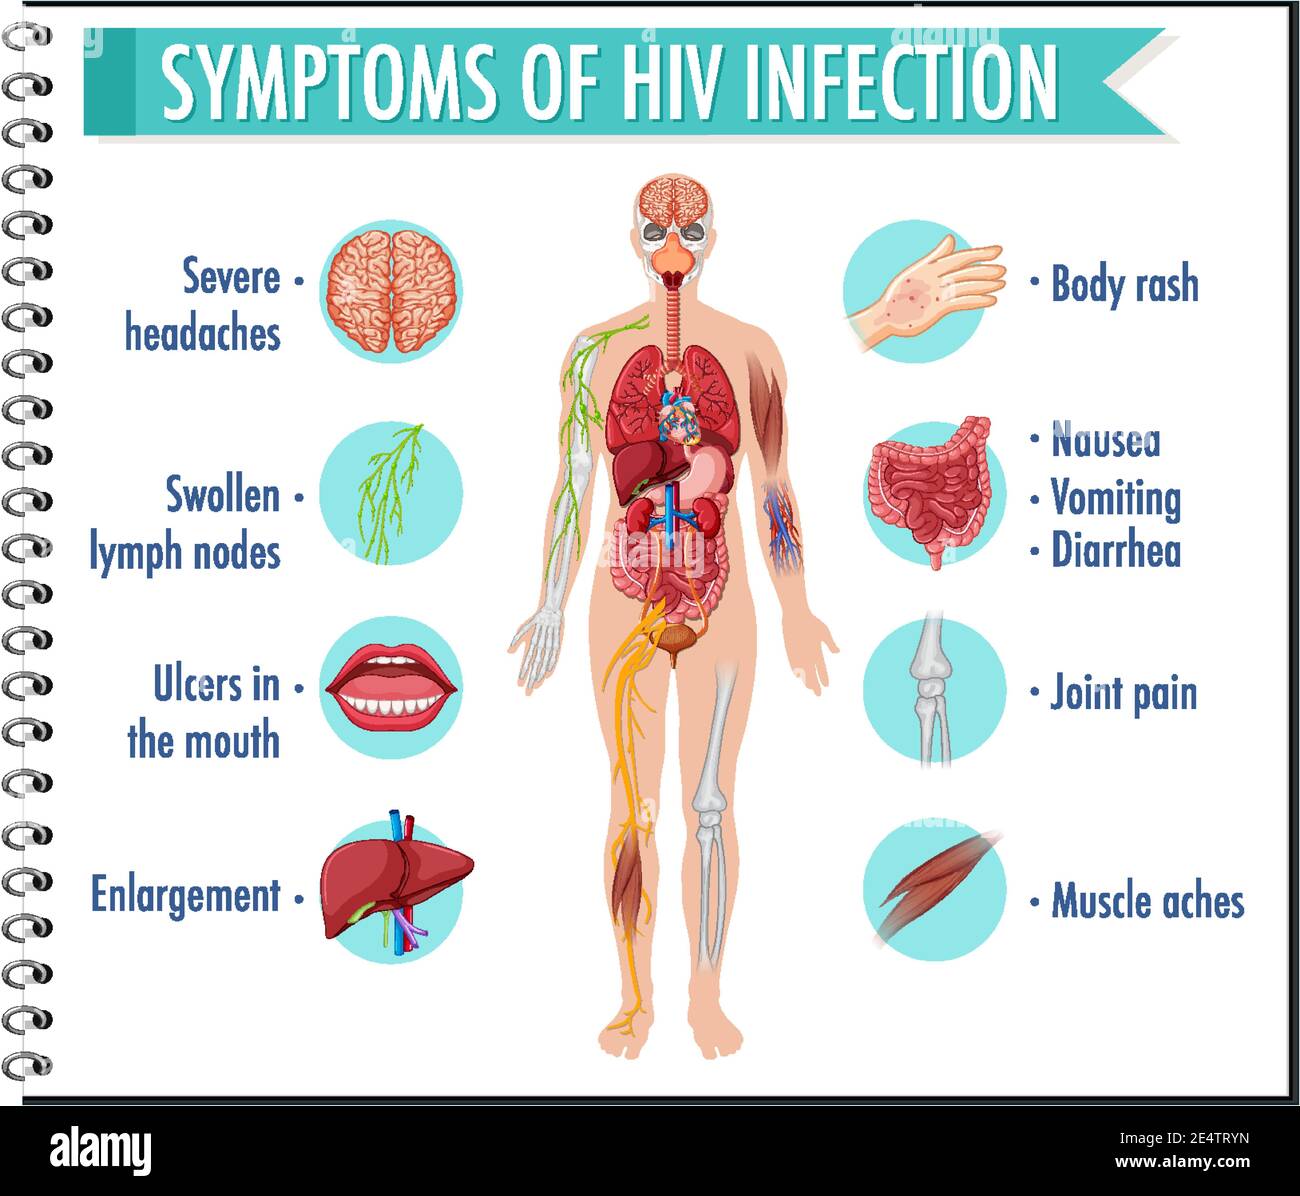 SYMPTOMS OF HIV INFECTION
Severe
headaches
Swollen
lymph nodes
Ulcers in
the mouth
Enlargement
Body rash
Nausea
Vomiting
Diarrhea
Joint pain
Muscle aches
alamy
Image ID: 2E4TRYN
www.alamy.com